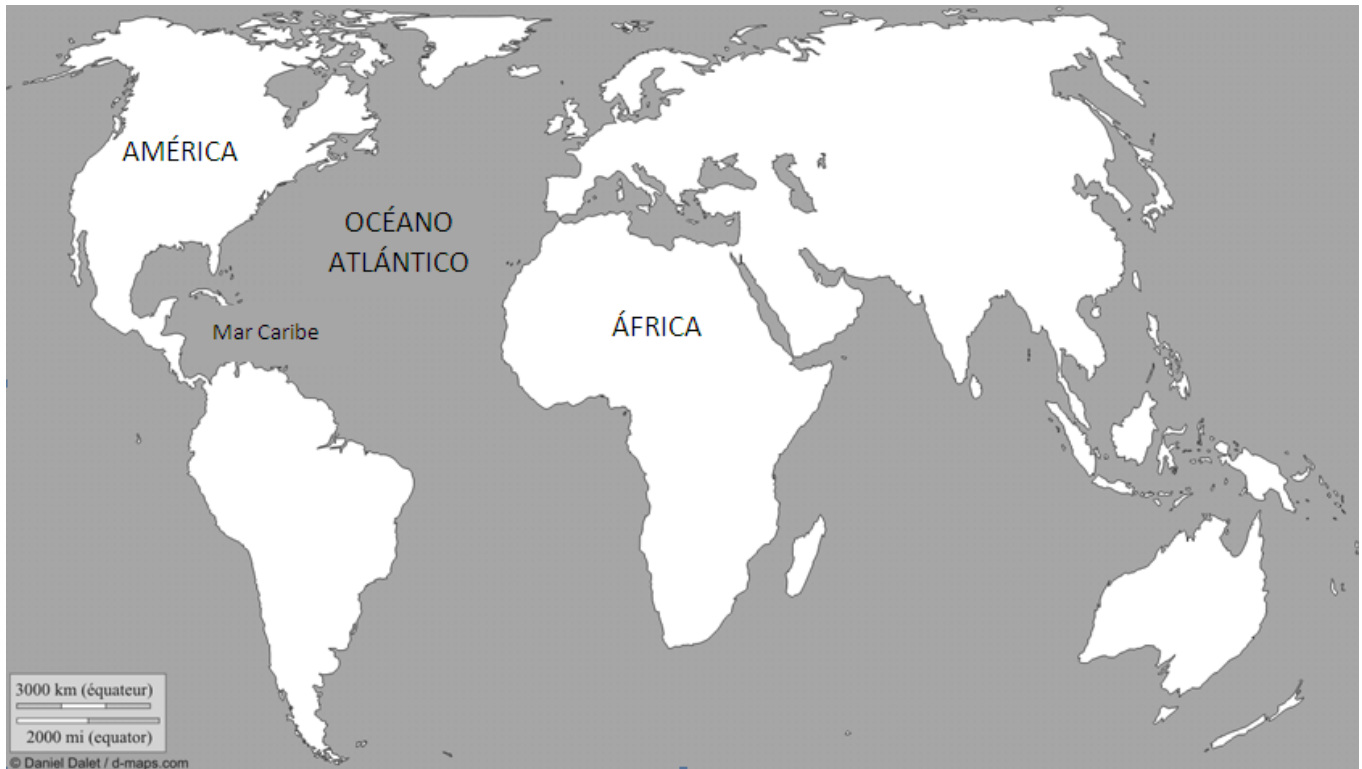 AMÉRICA
OCÉANO
ATLÁNTICO
Mar Caribe
ÁFRICA
3000 km (équateur)
2000 mi (equator)
© Daniel Dalet / d-maps.com